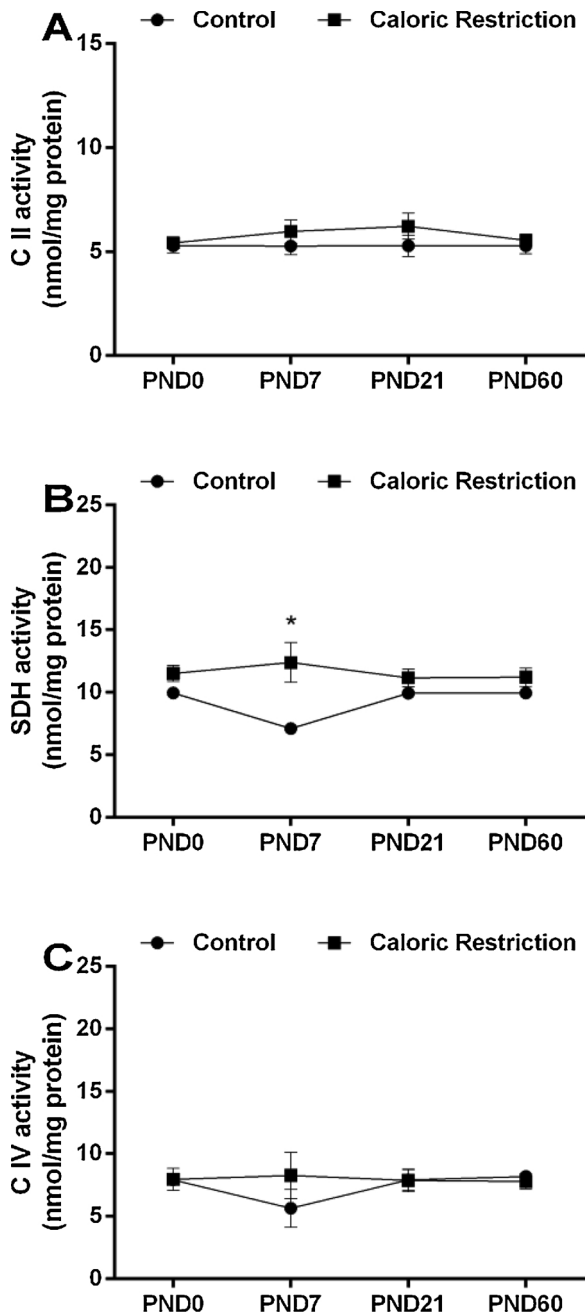 A
Control
Caloric Restriction
C II activity
(nmol/mg protein)
15
10
5
0
PND0 PND7 PND21 PND60
B
Control
Caloric Restriction
SDH activity
(nmol/mg protein)
25
20
15
10
5
0
*
PND0 PND7 PND21 PND60
C
Control
Caloric Restriction
C IV activity
(nmol/mg protein)
25
20
15
10
5
0
PND0 PND7 PND21 PND60